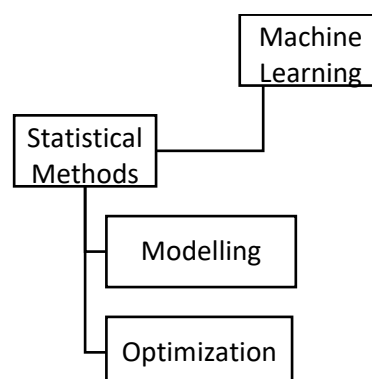 Machine
Learning
Statistical
Methods
Modelling
Optimization